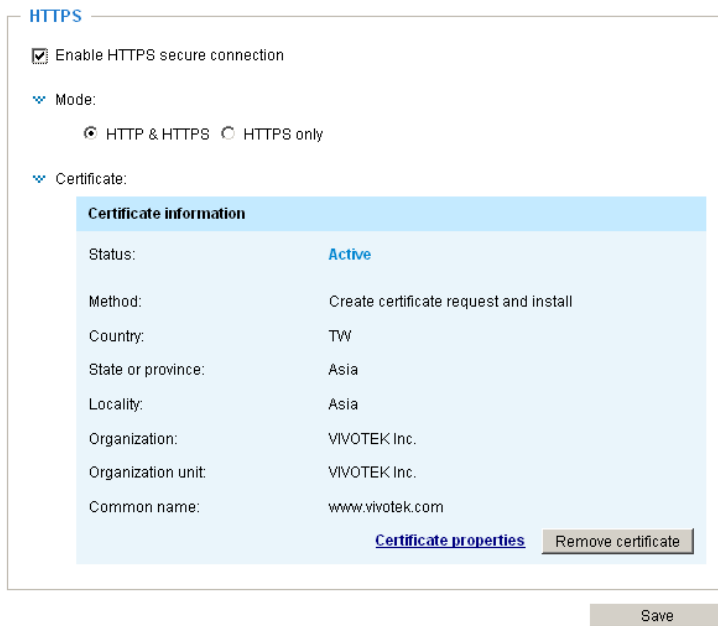 HTTPS
Enable HTTPS secure connection
Mode:
HTTP & HTTPS HTTPS only
Certificate:
Certificate information
Status: Active
Method: Create certificate request and install
Country: TW
State or province: Asia
Locality: Asia
Organization: VIVOTEK Inc.
Organization unit: VIVOTEK Inc.
Common name: www.vivotek.com
Certificate properties Remove certificate
Save